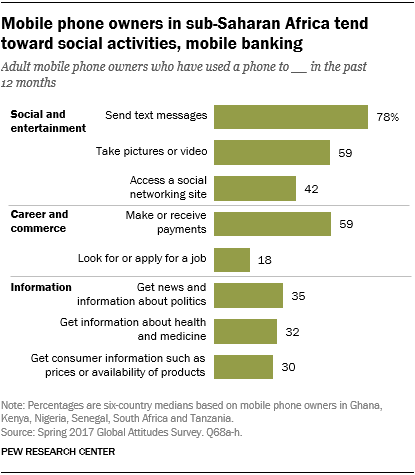 Mobile phone owners in sub-Saharan Africa tend
toward social activities, mobile banking
Adult mobile phone owners who have used a phone to __ in the past
12 months
Social and
entertainment
Send text messages
78%
Take pictures or video
59
Access a social
networking site
42
Career and
commerce
Make or receive
payments
59
Look for or apply for a job
18
Information
Get news and
information about politics
35
Get information about health
and medicine
32
Get consumer information such as
prices or availability of products
30
Note: Percentages are six-country medians based on mobile phone owners in Ghana,
Kenya, Nigeria, Senegal, South Africa and Tanzania.
Source: Spring 2017 Global Attitudes Survey. Q68a-h.
PEW RESEARCH CENTER